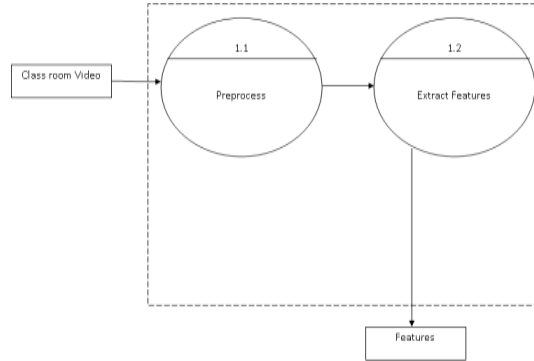 1.1
1.2
Class room Video
Preprocess
Extract Features
Features